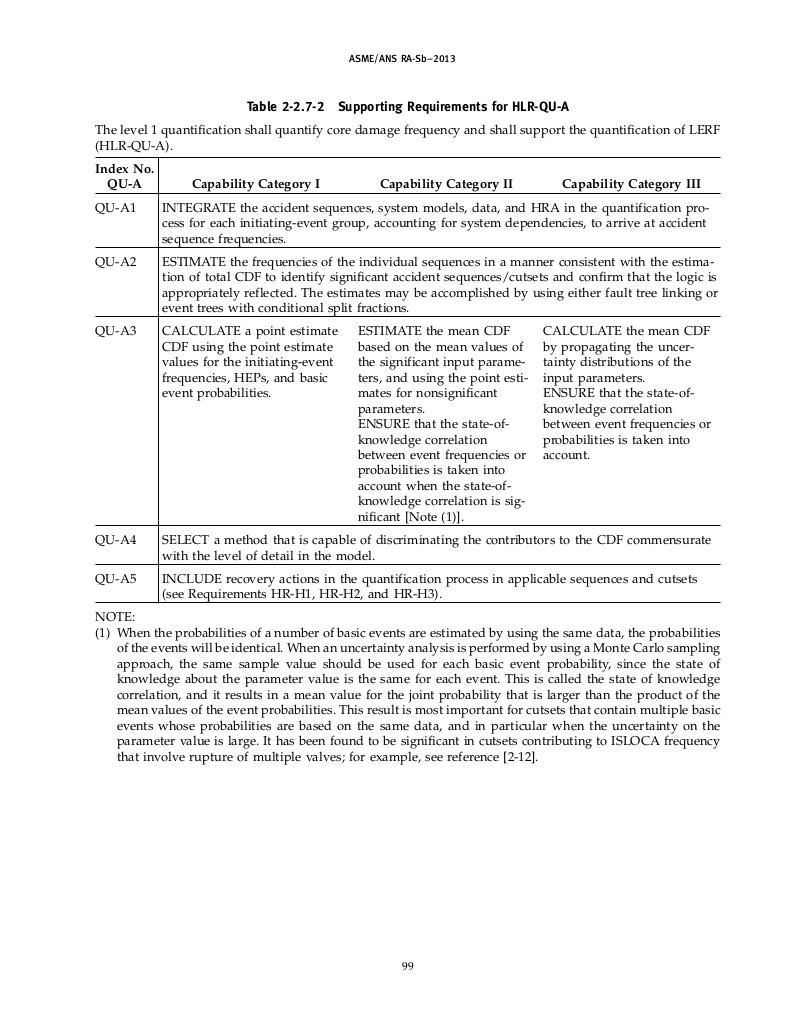 ASME/ANS RA-Sb–2013
Table 2-2.7-2 Supporting Requirements for HLR-QU-A
The level 1 quantification shall quantify core damage frequency and shall support the quantification of LERF
(HLR-QU-A).
Index No.
QU-A Capability Category I Capability Category II Capability Category III
QU-A1 INTEGRATE the accident sequences, system models, data, and HRA in the quantification pro-
cess for each initiating-event group, accounting for system dependencies, to arrive at accident
sequence frequencies.
QU-A2 ESTIMATE the frequencies of the individual sequences in a manner consistent with the estima-
tion of total CDF to identify significant accident sequences/cutsets and confirm that the logic is
appropriately reflected. The estimates may be accomplished by using either fault tree linking or
event trees with conditional split fractions.
QU-A3
CALCULATE a point estimate
CDF using the point estimate
values for the initiating-event
frequencies, HEPs, and basic
event probabilities.
ESTIMATE the mean CDF
based on the mean values of
the significant input parame-
ters, and using the point esti-
mates for nonsignificant
parameters.
ENSURE that the state-of-
knowledge correlation
between event frequencies or
probabilities is taken into
account when the state-of-
knowledge correlation is sig-
nificant [Note (1)].
CALCULATE the mean CDF
by propagating the uncer-
tainty distributions of the
input parameters.
ENSURE that the state-of-
knowledge correlation
between event frequencies or
probabilities is taken into
account.
QU-A4 SELECT a method that is capable of discriminating the contributors to the CDF commensurate
with the level of detail in the model.
QU-A5 INCLUDE recovery actions in the quantification process in applicable sequences and cutsets
(see Requirements HR-H1, HR-H2, and HR-H3).
NOTE:
(1) When the probabilities of a number of basic events are estimated by using the same data, the probabilities
of the events will be identical. When an uncertainty analysis is performed by using a Monte Carlo sampling
approach, the same sample value should be used for each basic event probability, since the state of
knowledge about the parameter value is the same for each event. This is called the state of knowledge
correlation, and it results in a mean value for the joint probability that is larger than the product of the
mean values of the event probabilities. This result is most important for cutsets that contain multiple basic
events whose probabilities are based on the same data, and in particular when the uncertainty on the
parameter value is large. It has been found to be significant in cutsets contributing to ISLOCA frequency
that involve rupture of multiple valves; for example, see reference [2-12].
99